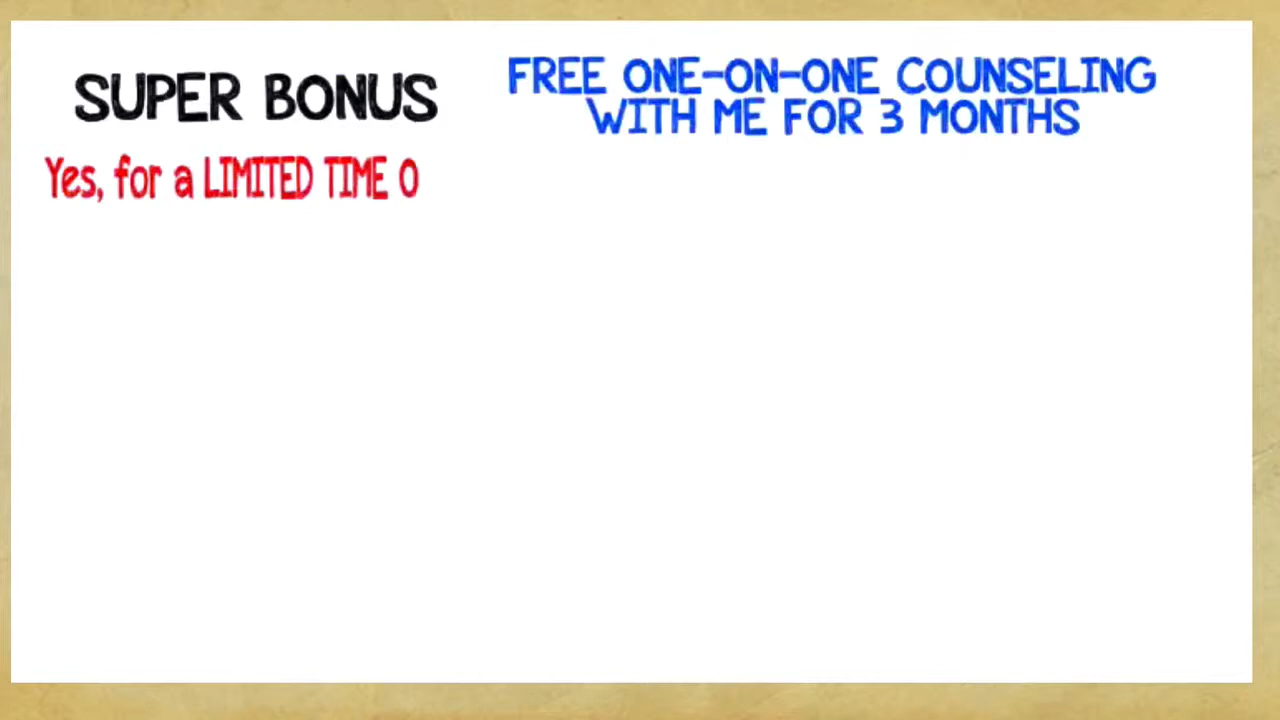 SUPER BONUS
Yes, for a LIMITED TIME O
FREE ONE-ON-ONE COUNSELING
WITH ME FOR 3 MONTHS